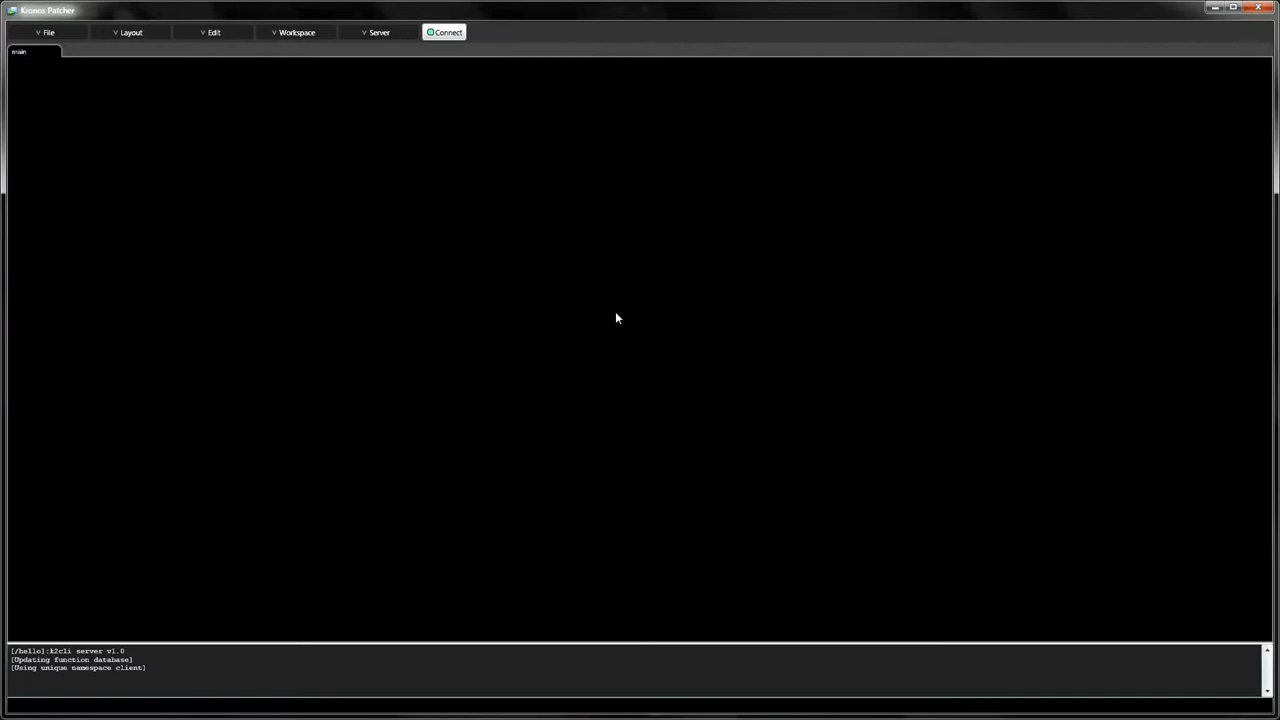 Kronos Patcher
File Layout Edit Workspace Server Connect
main
[/hello]:k2cli server v1.0
[Updating function database]
[Using unique namespace client]